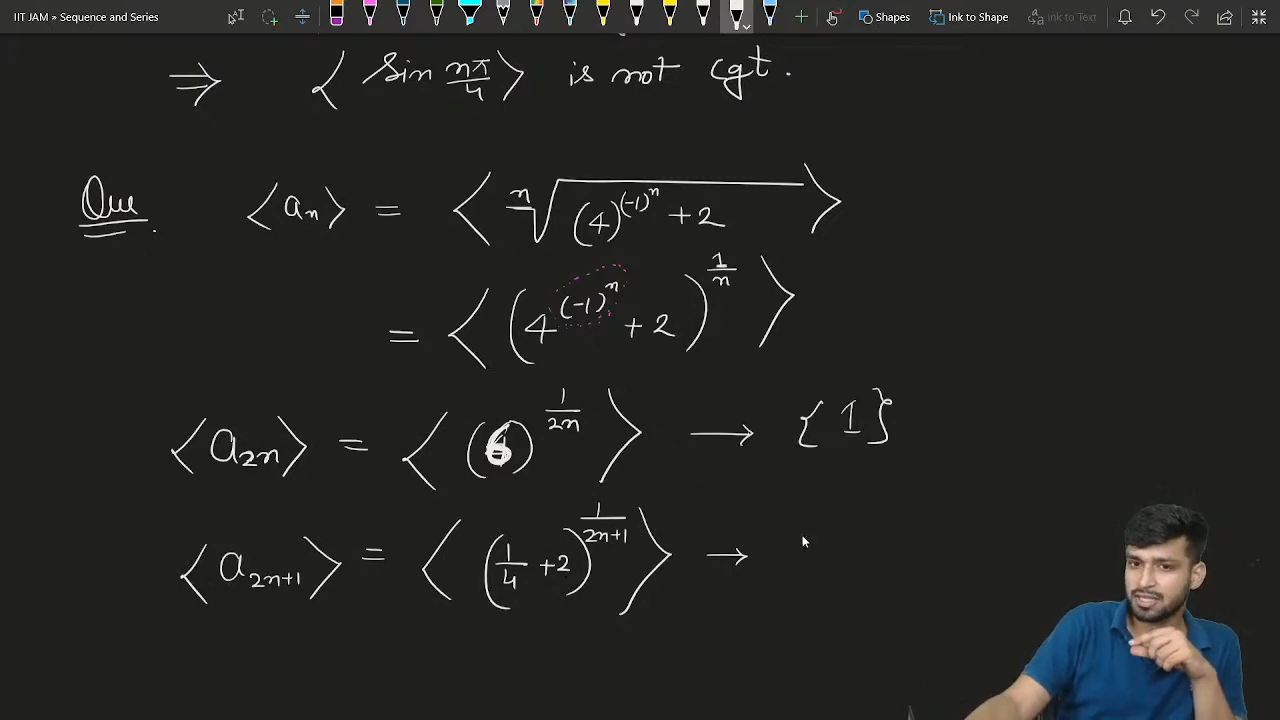 IIT JAM » Sequence and Series Shapes Ink to Shape Ink to Text
⇒ ⟨ Sin nπ/4 ⟩ is not cgt.
Que. ⟨aₙ⟩ = ⟨ ⁿ√((4)^(-1)^n + 2) ⟩
= ⟨ (4^(-1)^n + 2)^(1/n) ⟩
⟨a₂ₙ⟩ = ⟨ (6)^(1/2n) ⟩ → {1}
⟨a₂ₙ₊₁⟩ = ⟨ (1/4 + 2)^(1/2n+1) ⟩ →